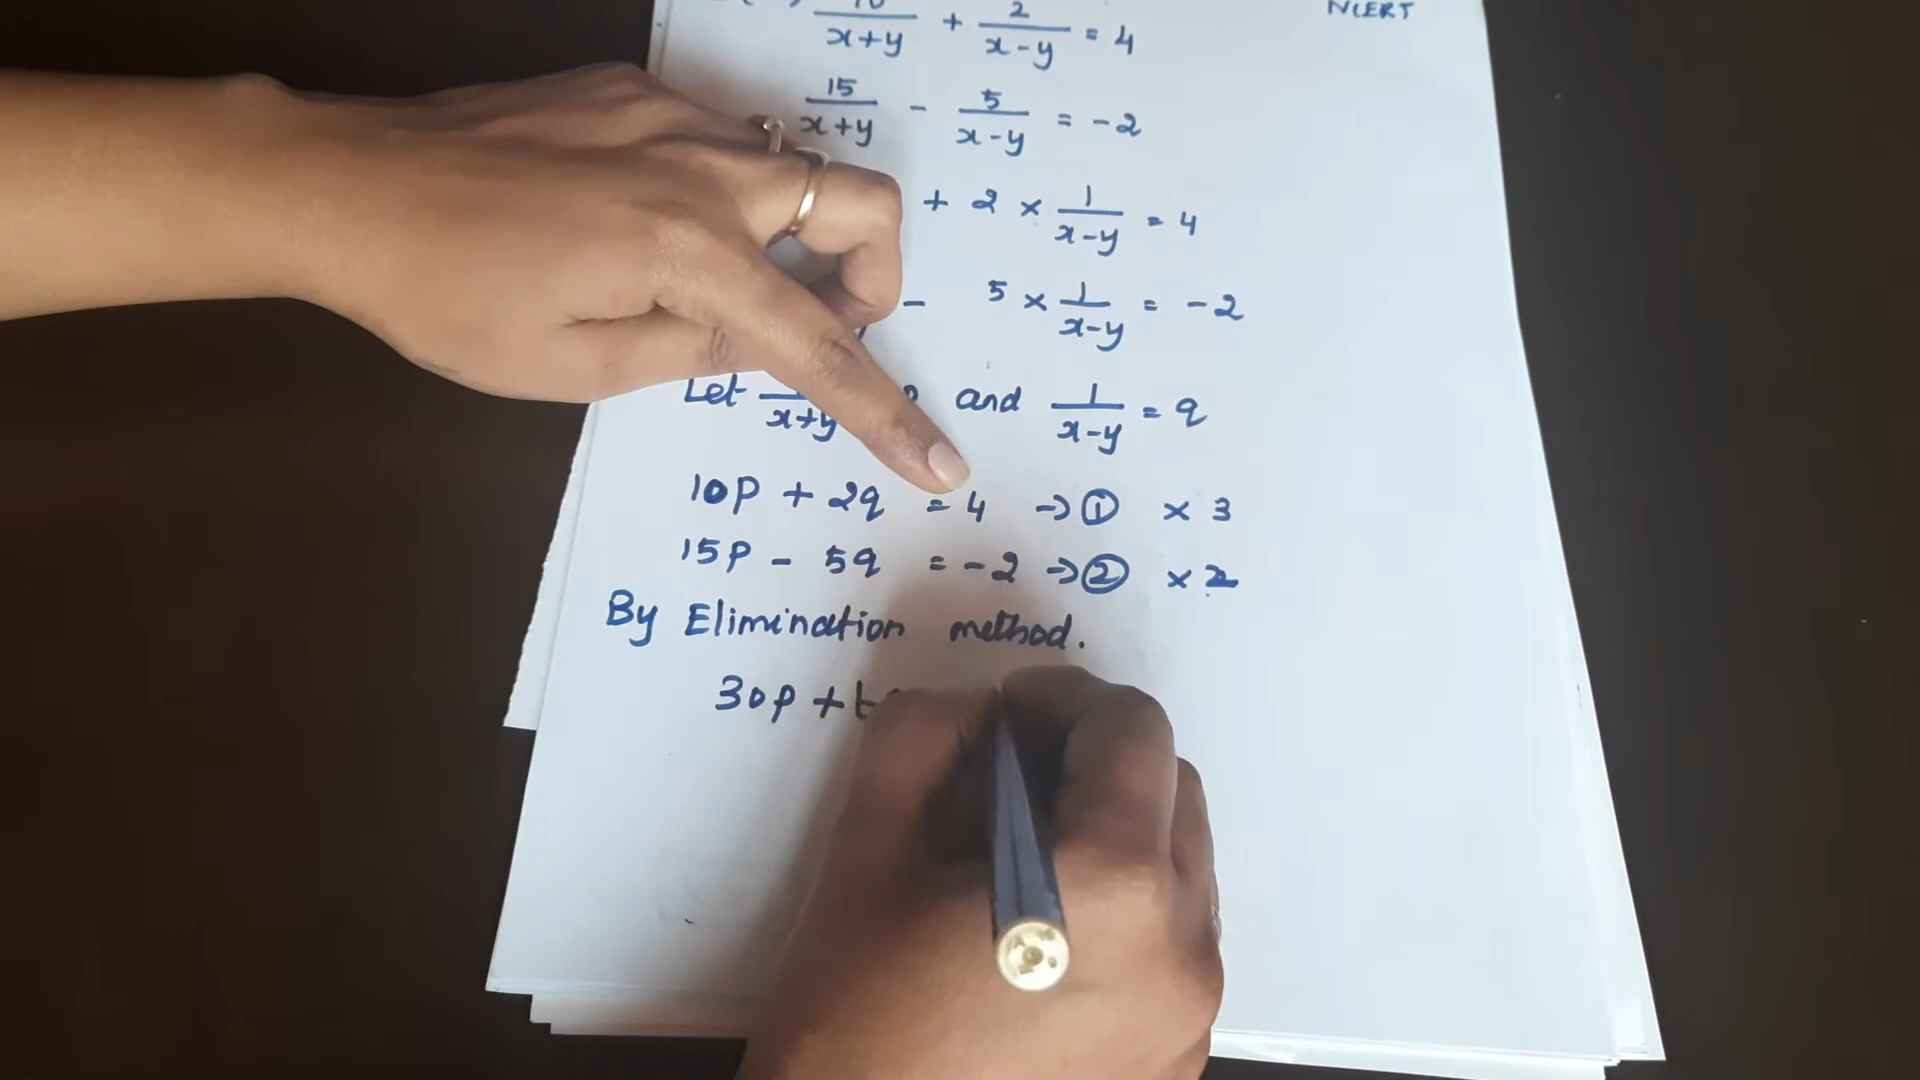 NCERT
10/x+y + 2/x-y = 4
15/x+y - 5/x-y = -2
+ 2 × 1/x-y = 4
- 5 × 1/x-y = -2
Let /x+y and 1/x-y = q
10p + 2q = 4 → ① × 3
15p - 5q = -2 → ② × 2
By Elimination method.
30p +